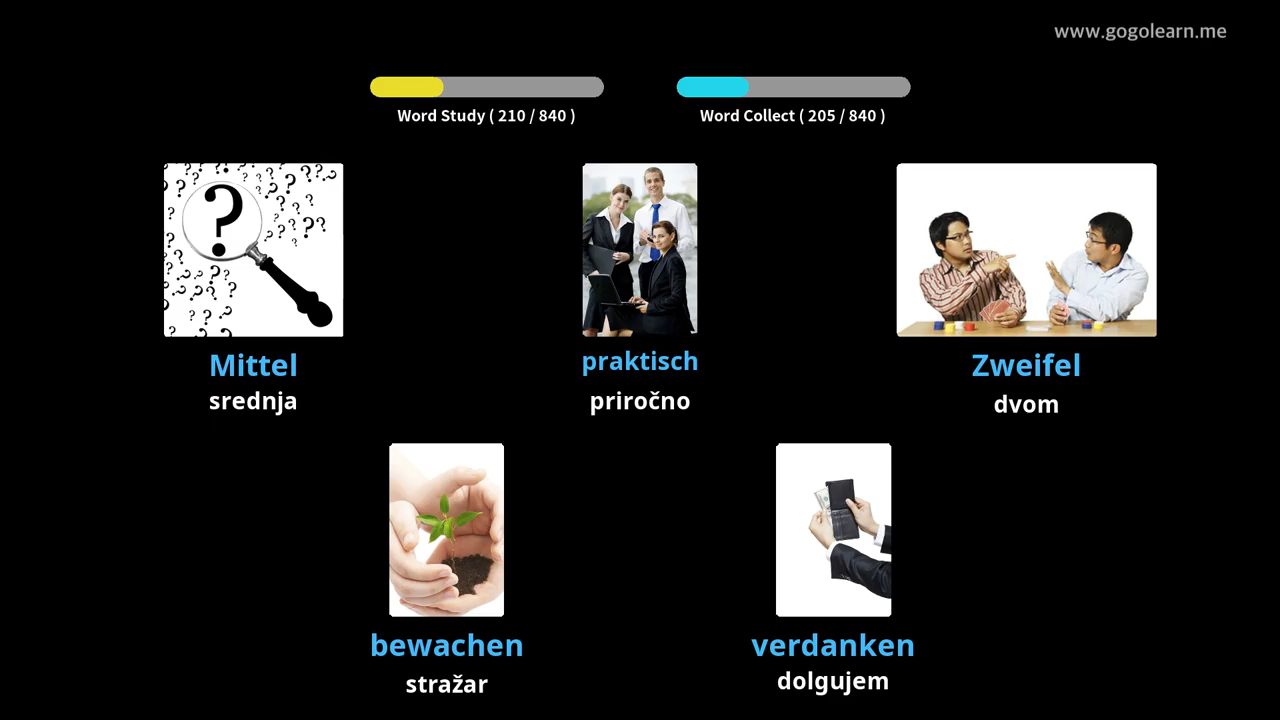 www.gogolearn.me
Word Study ( 210 / 840 )
Word Collect ( 205 / 840 )
Mittel
srednja
praktisch
priročno
Zweifel
dvom
bewachen
stražar
verdanken
dolgujem